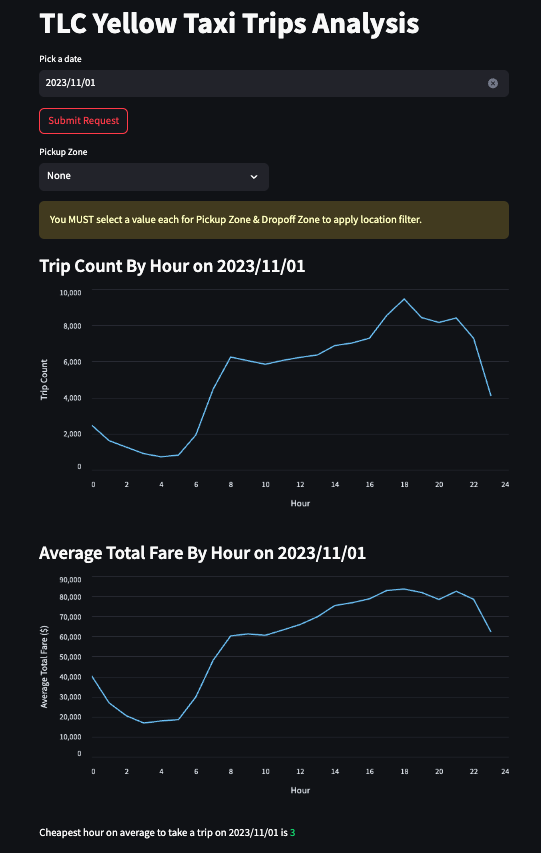 TLC Yellow Taxi Trips Analysis
Pick a date
2023/11/01
Submit Request
Pickup Zone
None
You MUST select a value each for Pickup Zone & Dropoff Zone to apply location filter.
Trip Count By Hour on 2023/11/01
10,000
8,000
6,000
4,000
2,000
0
Trip Count
0 2 4 6 8 10 12 14 16 18 20 22 24
Hour
Average Total Fare By Hour on 2023/11/01
90,000
80,000
70,000
60,000
50,000
40,000
30,000
20,000
10,000
0
Average Total Fare ($)
0 2 4 6 8 10 12 14 16 18 20 22 24
Hour
Cheapest hour on average to take a trip on 2023/11/01 is 3